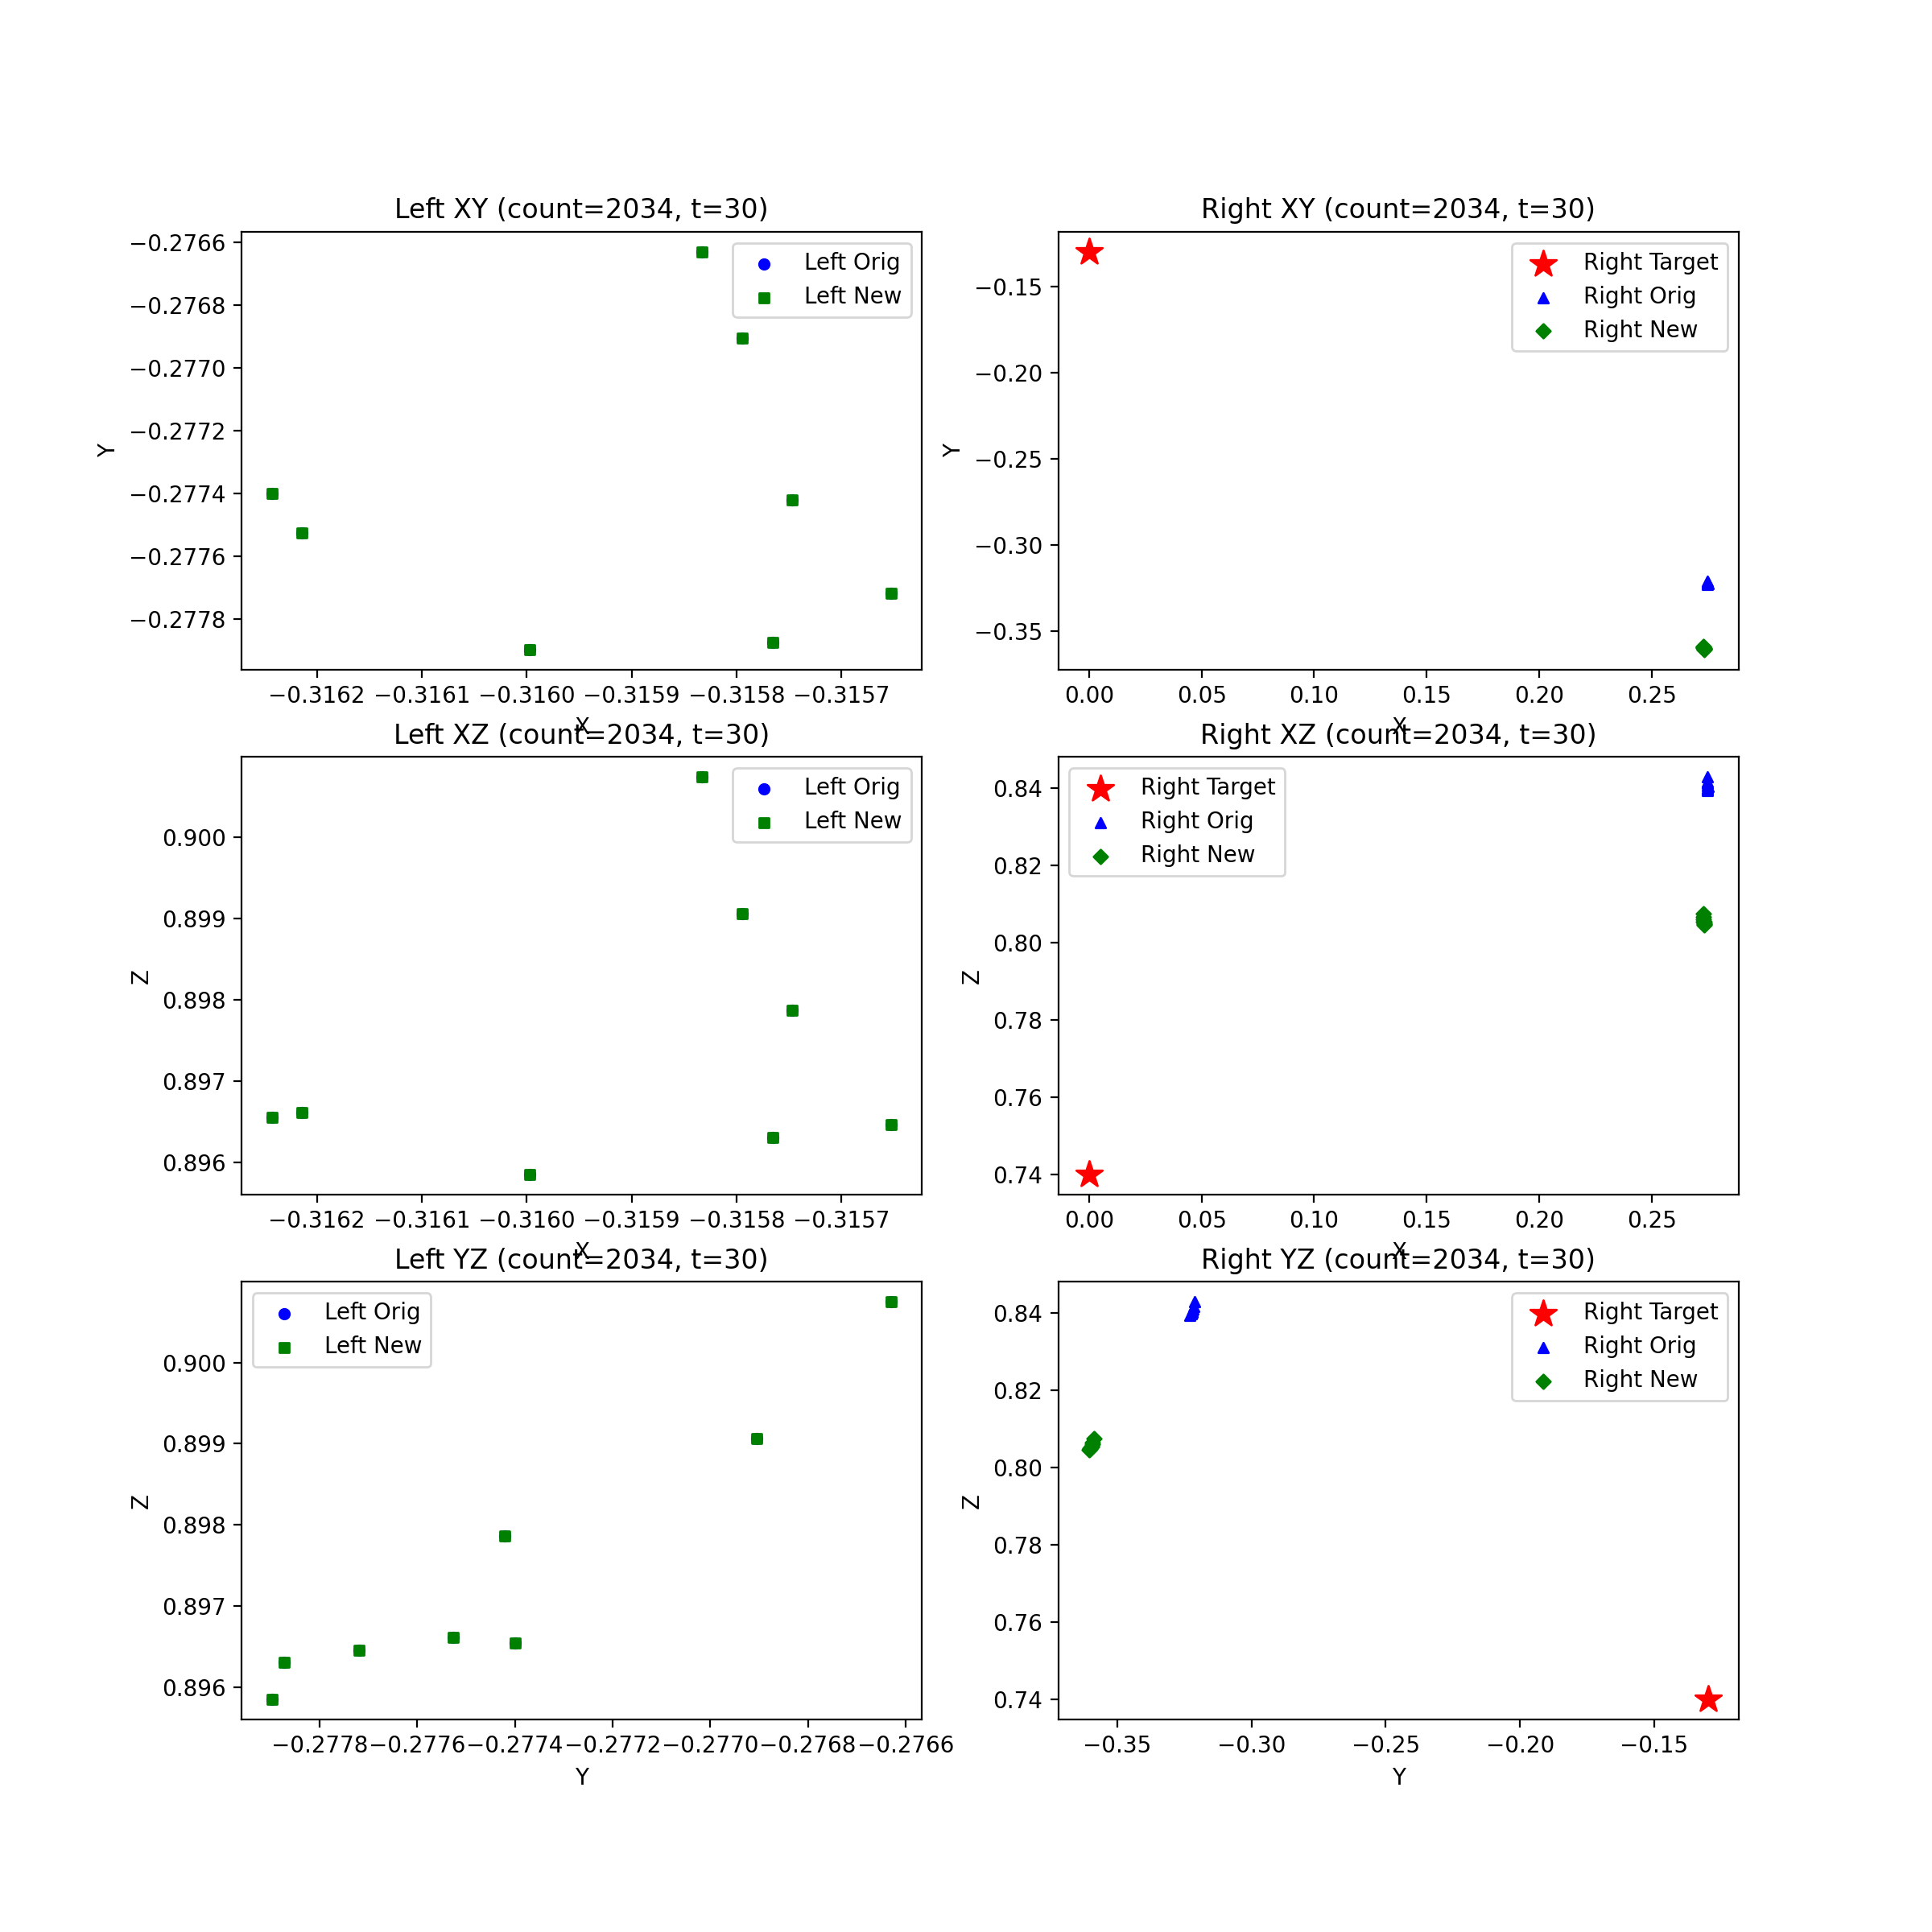 Left XY (count=2034, t=30)
Right XY (count=2034, t=30)
−0.2766
−0.2768
−0.2770
−0.2772
−0.2774
−0.2776
−0.2778
Y
Left Orig
Left New
−0.3162 −0.3161 −0.3160 −0.3159 −0.3158 −0.3157
X
−0.15
−0.20
−0.25
−0.30
−0.35
Y
Right Target
Right Orig
Right New
0.00 0.05 0.10 0.15 0.20 0.25
X
Left XZ (count=2034, t=30)
Right XZ (count=2034, t=30)
0.900
0.899
0.898
0.897
0.896
Z
Left Orig
Left New
−0.3162 −0.3161 −0.3160 −0.3159 −0.3158 −0.3157
X
0.84
0.82
0.80
0.78
0.76
0.74
Z
Right Target
Right Orig
Right New
0.00 0.05 0.10 0.15 0.20 0.25
X
Left YZ (count=2034, t=30)
Right YZ (count=2034, t=30)
0.900
0.899
0.898
0.897
0.896
Z
Left Orig
Left New
−0.2778 −0.2776 −0.2774 −0.2772 −0.2770 −0.2768 −0.2766
Y
0.84
0.82
0.80
0.78
0.76
0.74
Z
Right Target
Right Orig
Right New
−0.35 −0.30 −0.25 −0.20 −0.15
Y